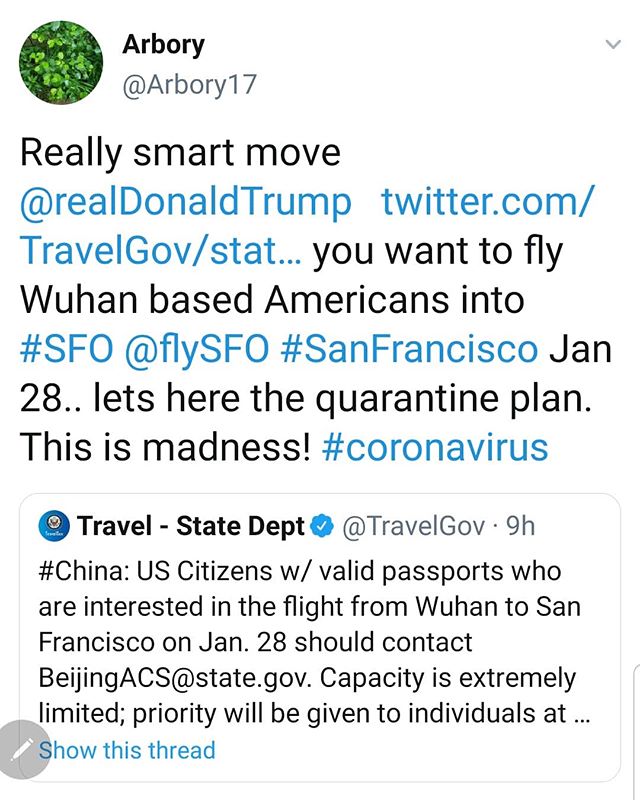 Arbory
@Arbory17
Really smart move
@realDonaldTrump twitter.com/
TravelGov/stat... you want to fly
Wuhan based Americans into
#SFO @flySFO #SanFrancisco Jan
28.. lets here the quarantine plan.
This is madness! #coronavirus
Travel - State Dept @TravelGov · 9h
#China: US Citizens w/ valid passports who
are interested in the flight from Wuhan to San
Francisco on Jan. 28 should contact
BeijingACS@state.gov. Capacity is extremely
limited; priority will be given to individuals at ...
Show this thread